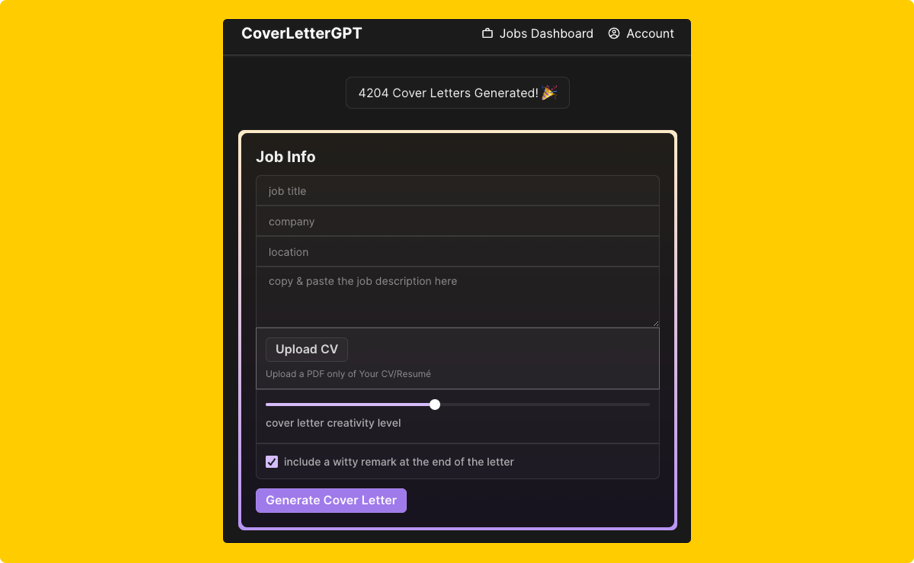 CoverLetterGPT
Jobs Dashboard
Account
4204 Cover Letters Generated! 🎉
Job Info
job title
company
location
copy & paste the job description here
Upload CV
Upload a PDF only of Your CV/Resumé
cover letter creativity level
include a witty remark at the end of the letter
Generate Cover Letter